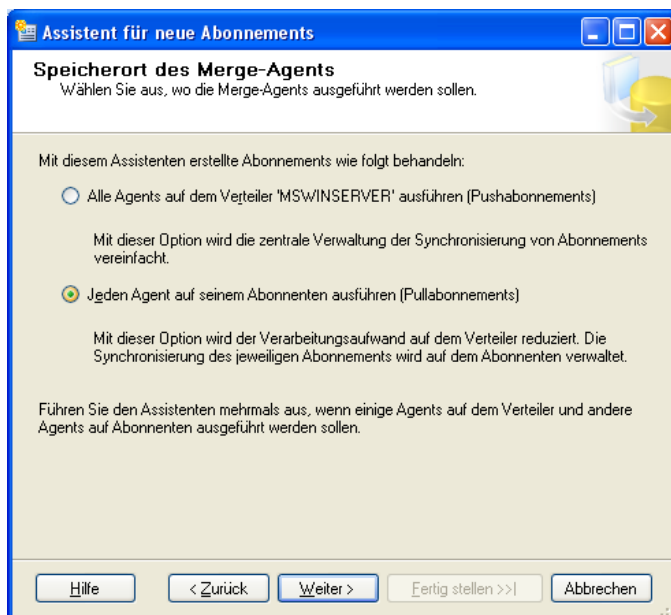 Assistent für neue Abonnements
Speicherort des Merge-Agents
Wählen Sie aus, wo die Merge-Agents ausgeführt werden sollen.
Mit diesem Assistenten erstellte Abonnements wie folgt behandeln:
Alle Agents auf dem Verteiler 'MSWINSERVER' ausführen (Pushabonnements)
Mit dieser Option wird die zentrale Verwaltung der Synchronisierung von Abonnements
vereinfacht.
Jeden Agent auf seinem Abonnenten ausführen (Pullabonnements)
Mit dieser Option wird der Verarbeitungsaufwand auf dem Verteiler reduziert. Die
Synchronisierung des jeweiligen Abonnements wird auf dem Abonnenten verwaltet.
Führen Sie den Assistenten mehrmals aus, wenn einige Agents auf dem Verteiler und andere
Agents auf Abonnenten ausgeführt werden sollen.
Hilfe
< Zurück
Weiter >
Fertig stellen >>|
Abbrechen